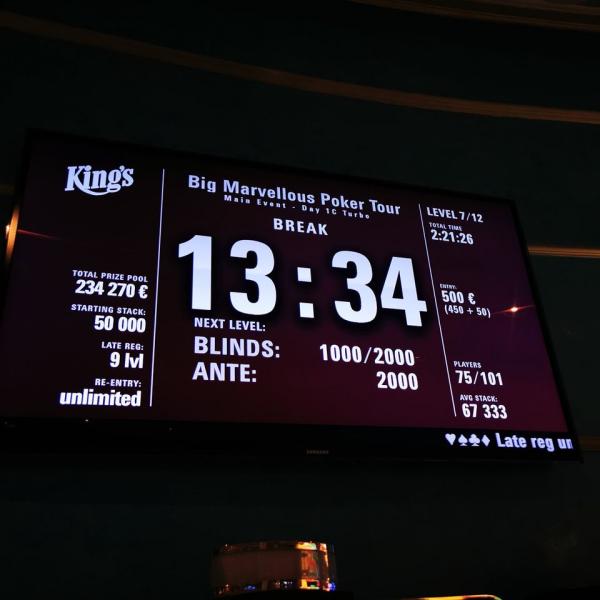 King's
TOTAL PRIZE POOL
234 270 €
STARTING STACK:
50 000
LATE REG:
9 lvl
RE-ENTRY:
unlimited
Big Marvellous Poker Tour
Main Event - Day 1C Turbo
BREAK
13:34
NEXT LEVEL:
BLINDS: 1000/2000
ANTE: 2000
LEVEL 7/12
TOTAL TIME
2:21:26
ENTRY:
500 €
(450 + 50)
PLAYERS
75/101
AVG STACK:
67 333
♥♠♣♦ Late reg un
SAMSUNG